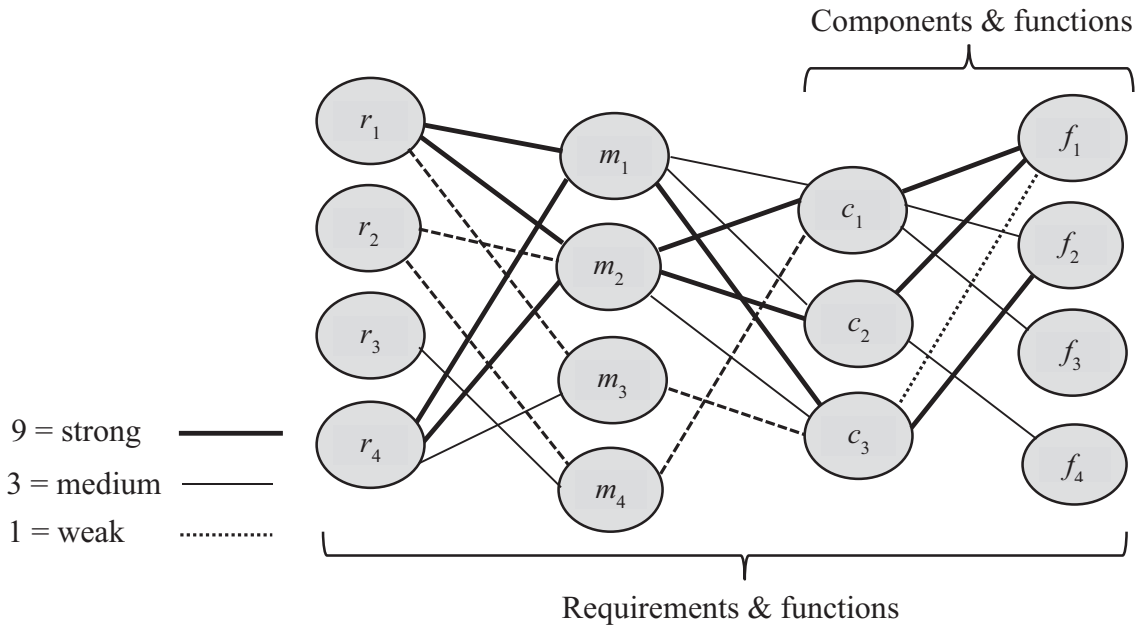 Components & functions
r1
r2
r3
r4
m1
m2
m3
m4
c1
c2
c3
f1
f2
f3
f4
9 = strong
3 = medium
1 = weak
Requirements & functions